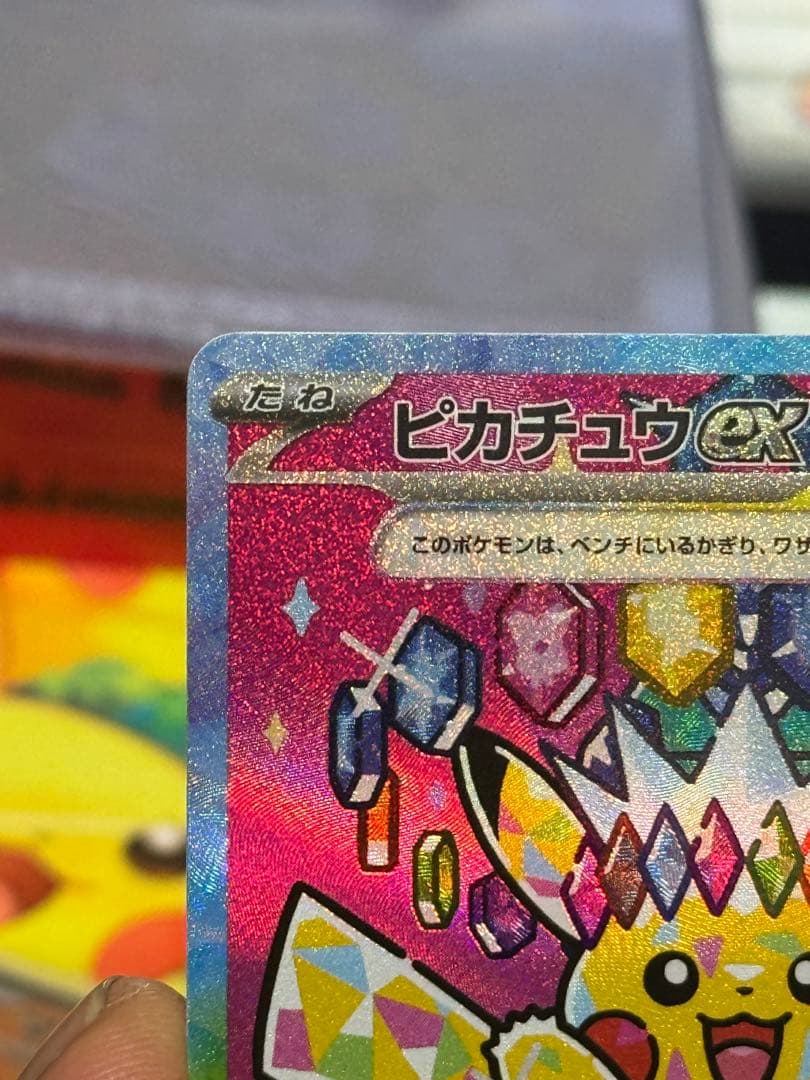 たね
ピカチュウex
このポケモンは、ベンチにいるかぎり、ワザ